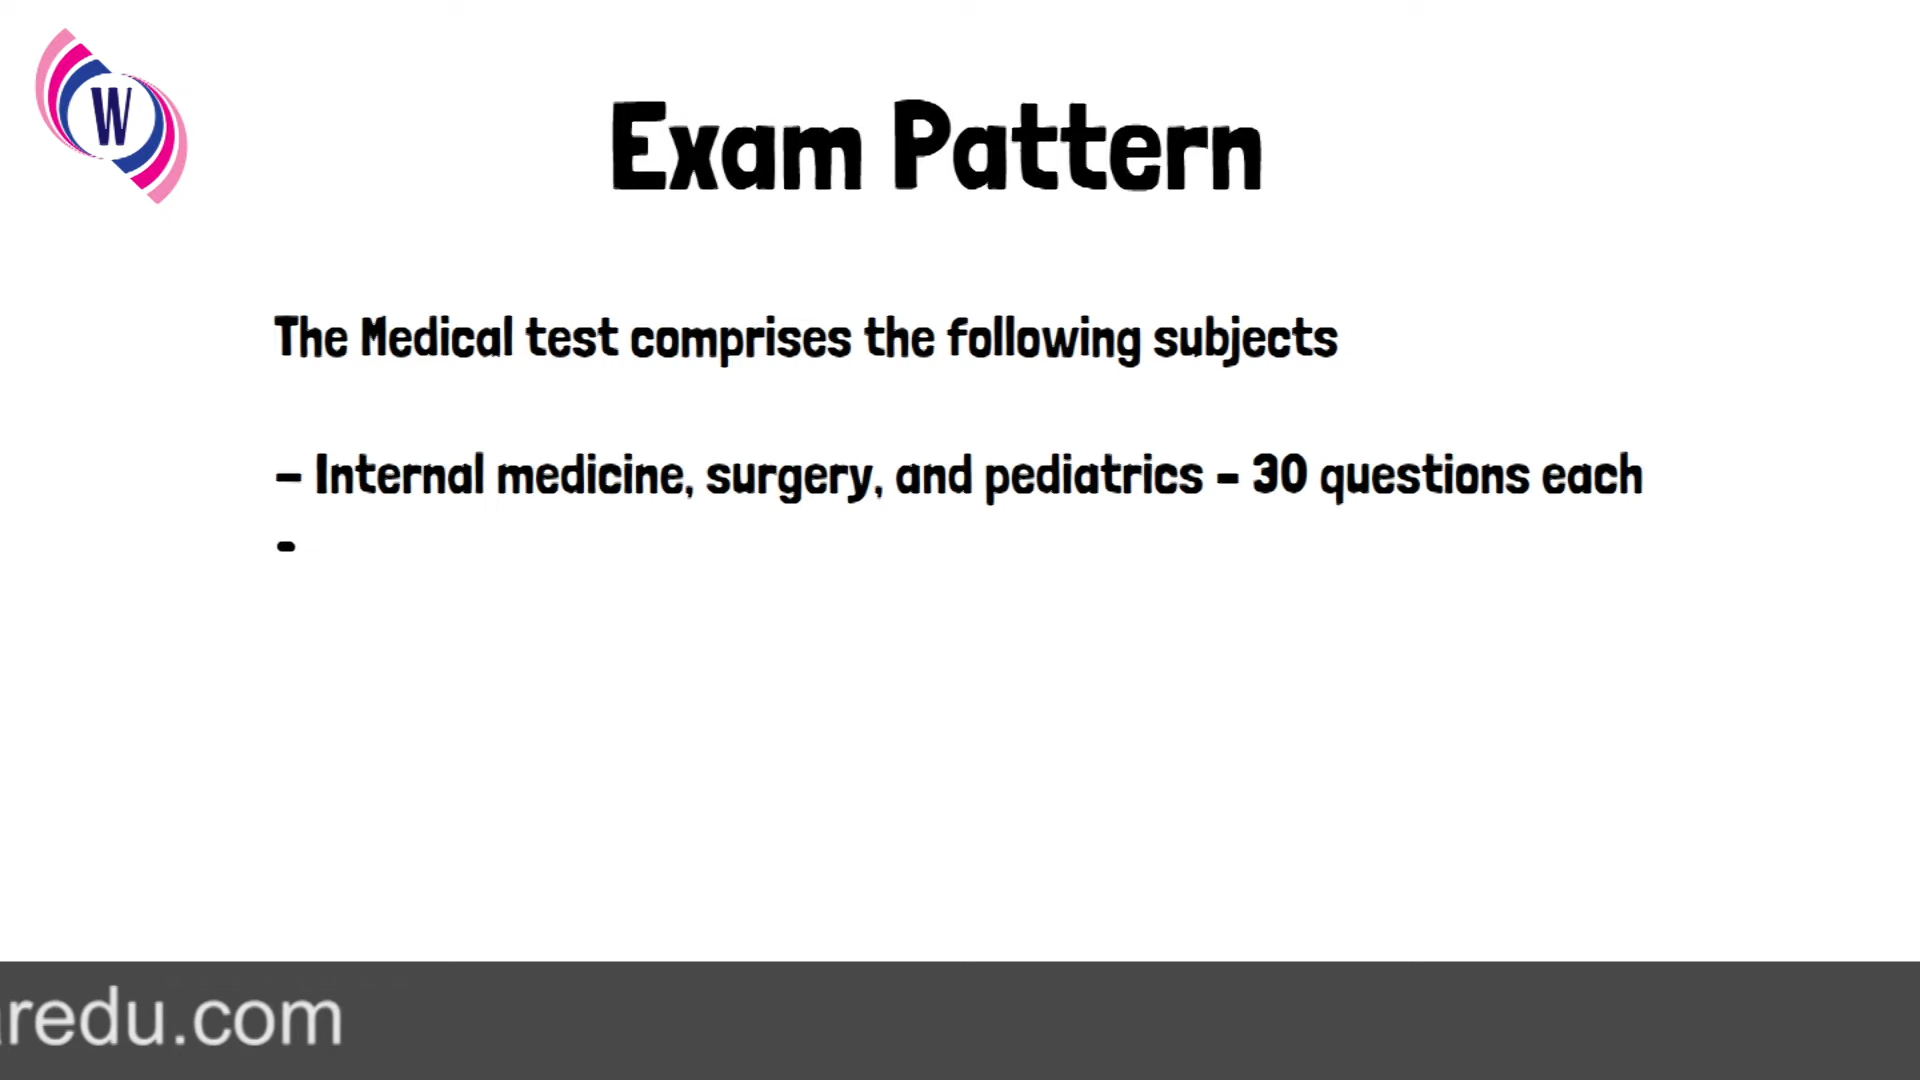 W
Exam Pattern
The Medical test comprises the following subjects
– Internal medicine, surgery, and pediatrics – 30 questions each
-
redu.com